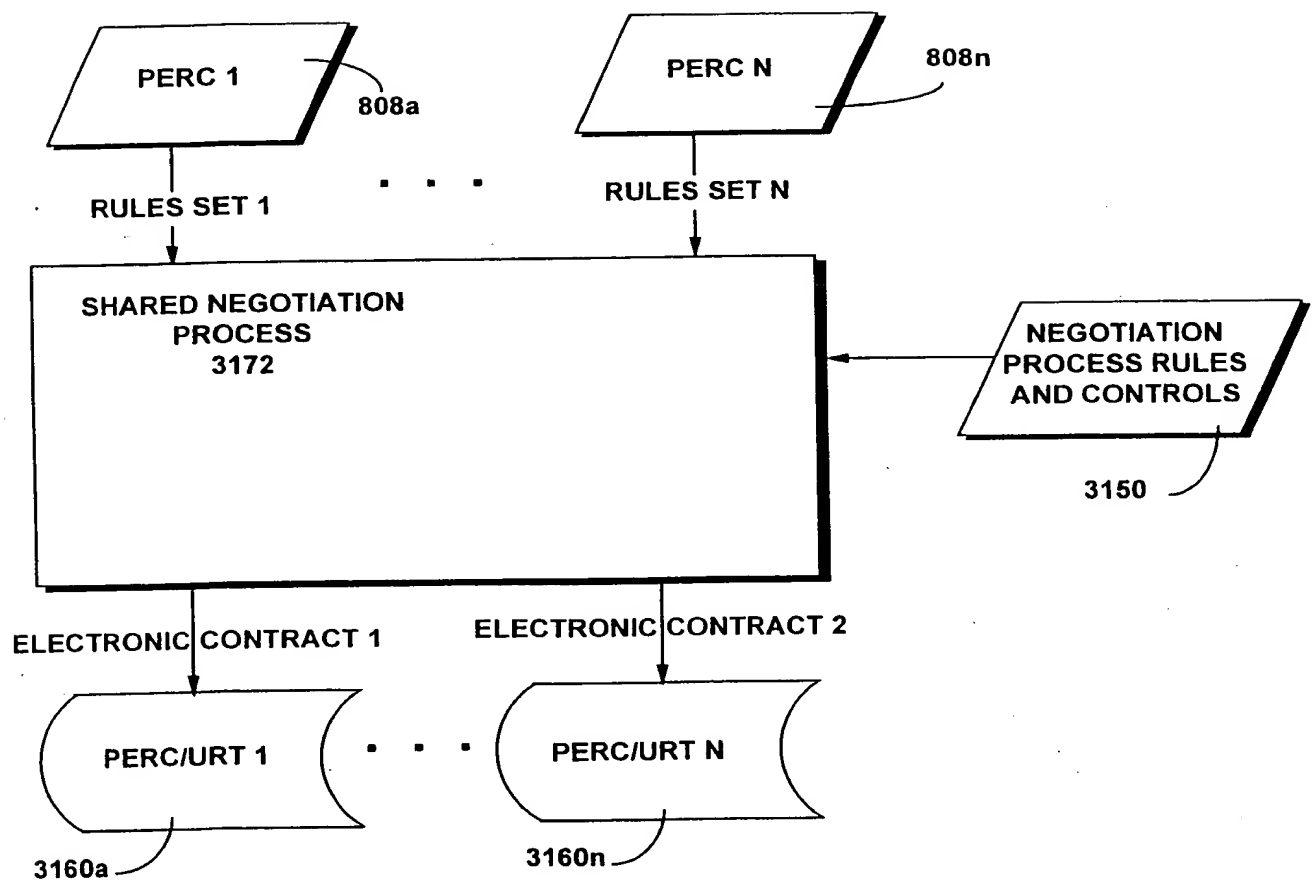 PERC 1
808a
PERC N
808n
RULES SET 1
RULES SET N
SHARED NEGOTIATION
PROCESS
3172
NEGOTIATION
PROCESS RULES
AND CONTROLS
3150
ELECTRONIC CONTRACT 1
ELECTRONIC CONTRACT 2
PERC/URT 1
PERC/URT N
3160a
3160n